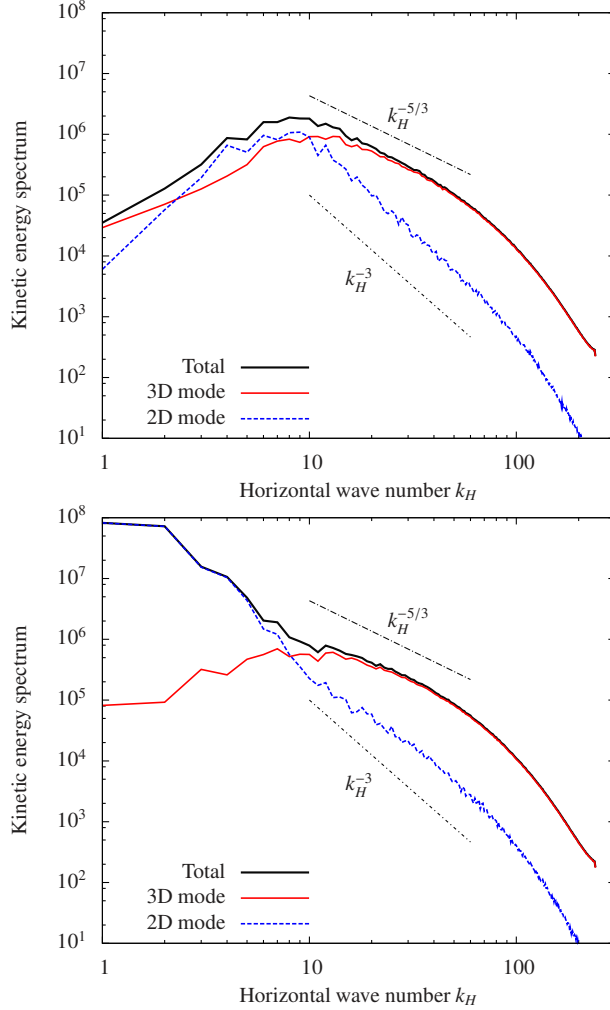 10^8
10^7
10^6
10^5
10^4
10^3
10^2
10^1
Kinetic energy spectrum
k_H^{-5/3}
k_H^{-3}
Total
3D mode
2D mode
1 10 100
Horizontal wave number k_H
10^8
10^7
10^6
10^5
10^4
10^3
10^2
10^1
Kinetic energy spectrum
k_H^{-5/3}
k_H^{-3}
Total
3D mode
2D mode
1 10 100
Horizontal wave number k_H